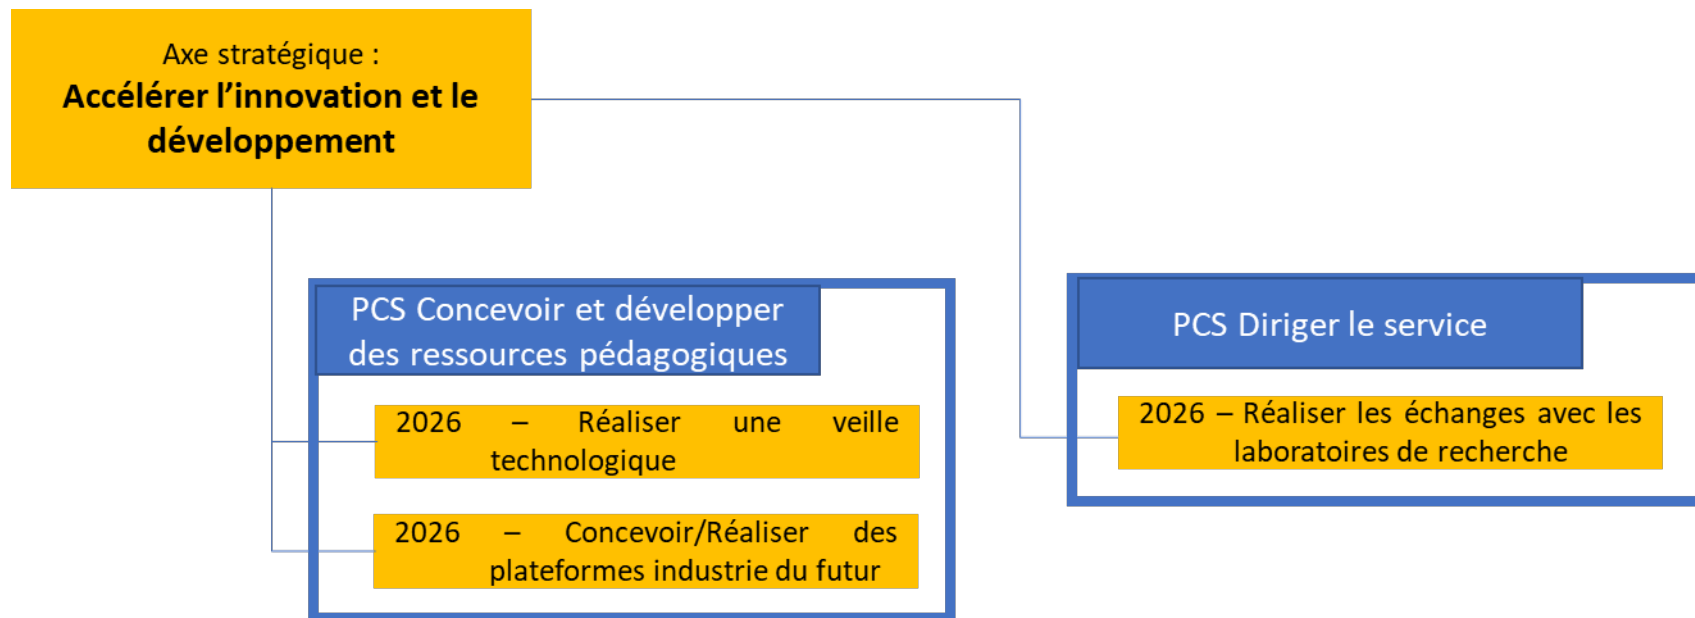 Axe stratégique :
Accélérer l’innovation et le
développement
PCS Concevoir et développer
des ressources pédagogiques
2026 – Réaliser une veille
technologique
2026 – Concevoir/Réaliser des
plateformes industrie du futur
PCS Diriger le service
2026 – Réaliser les échanges avec les
laboratoires de recherche